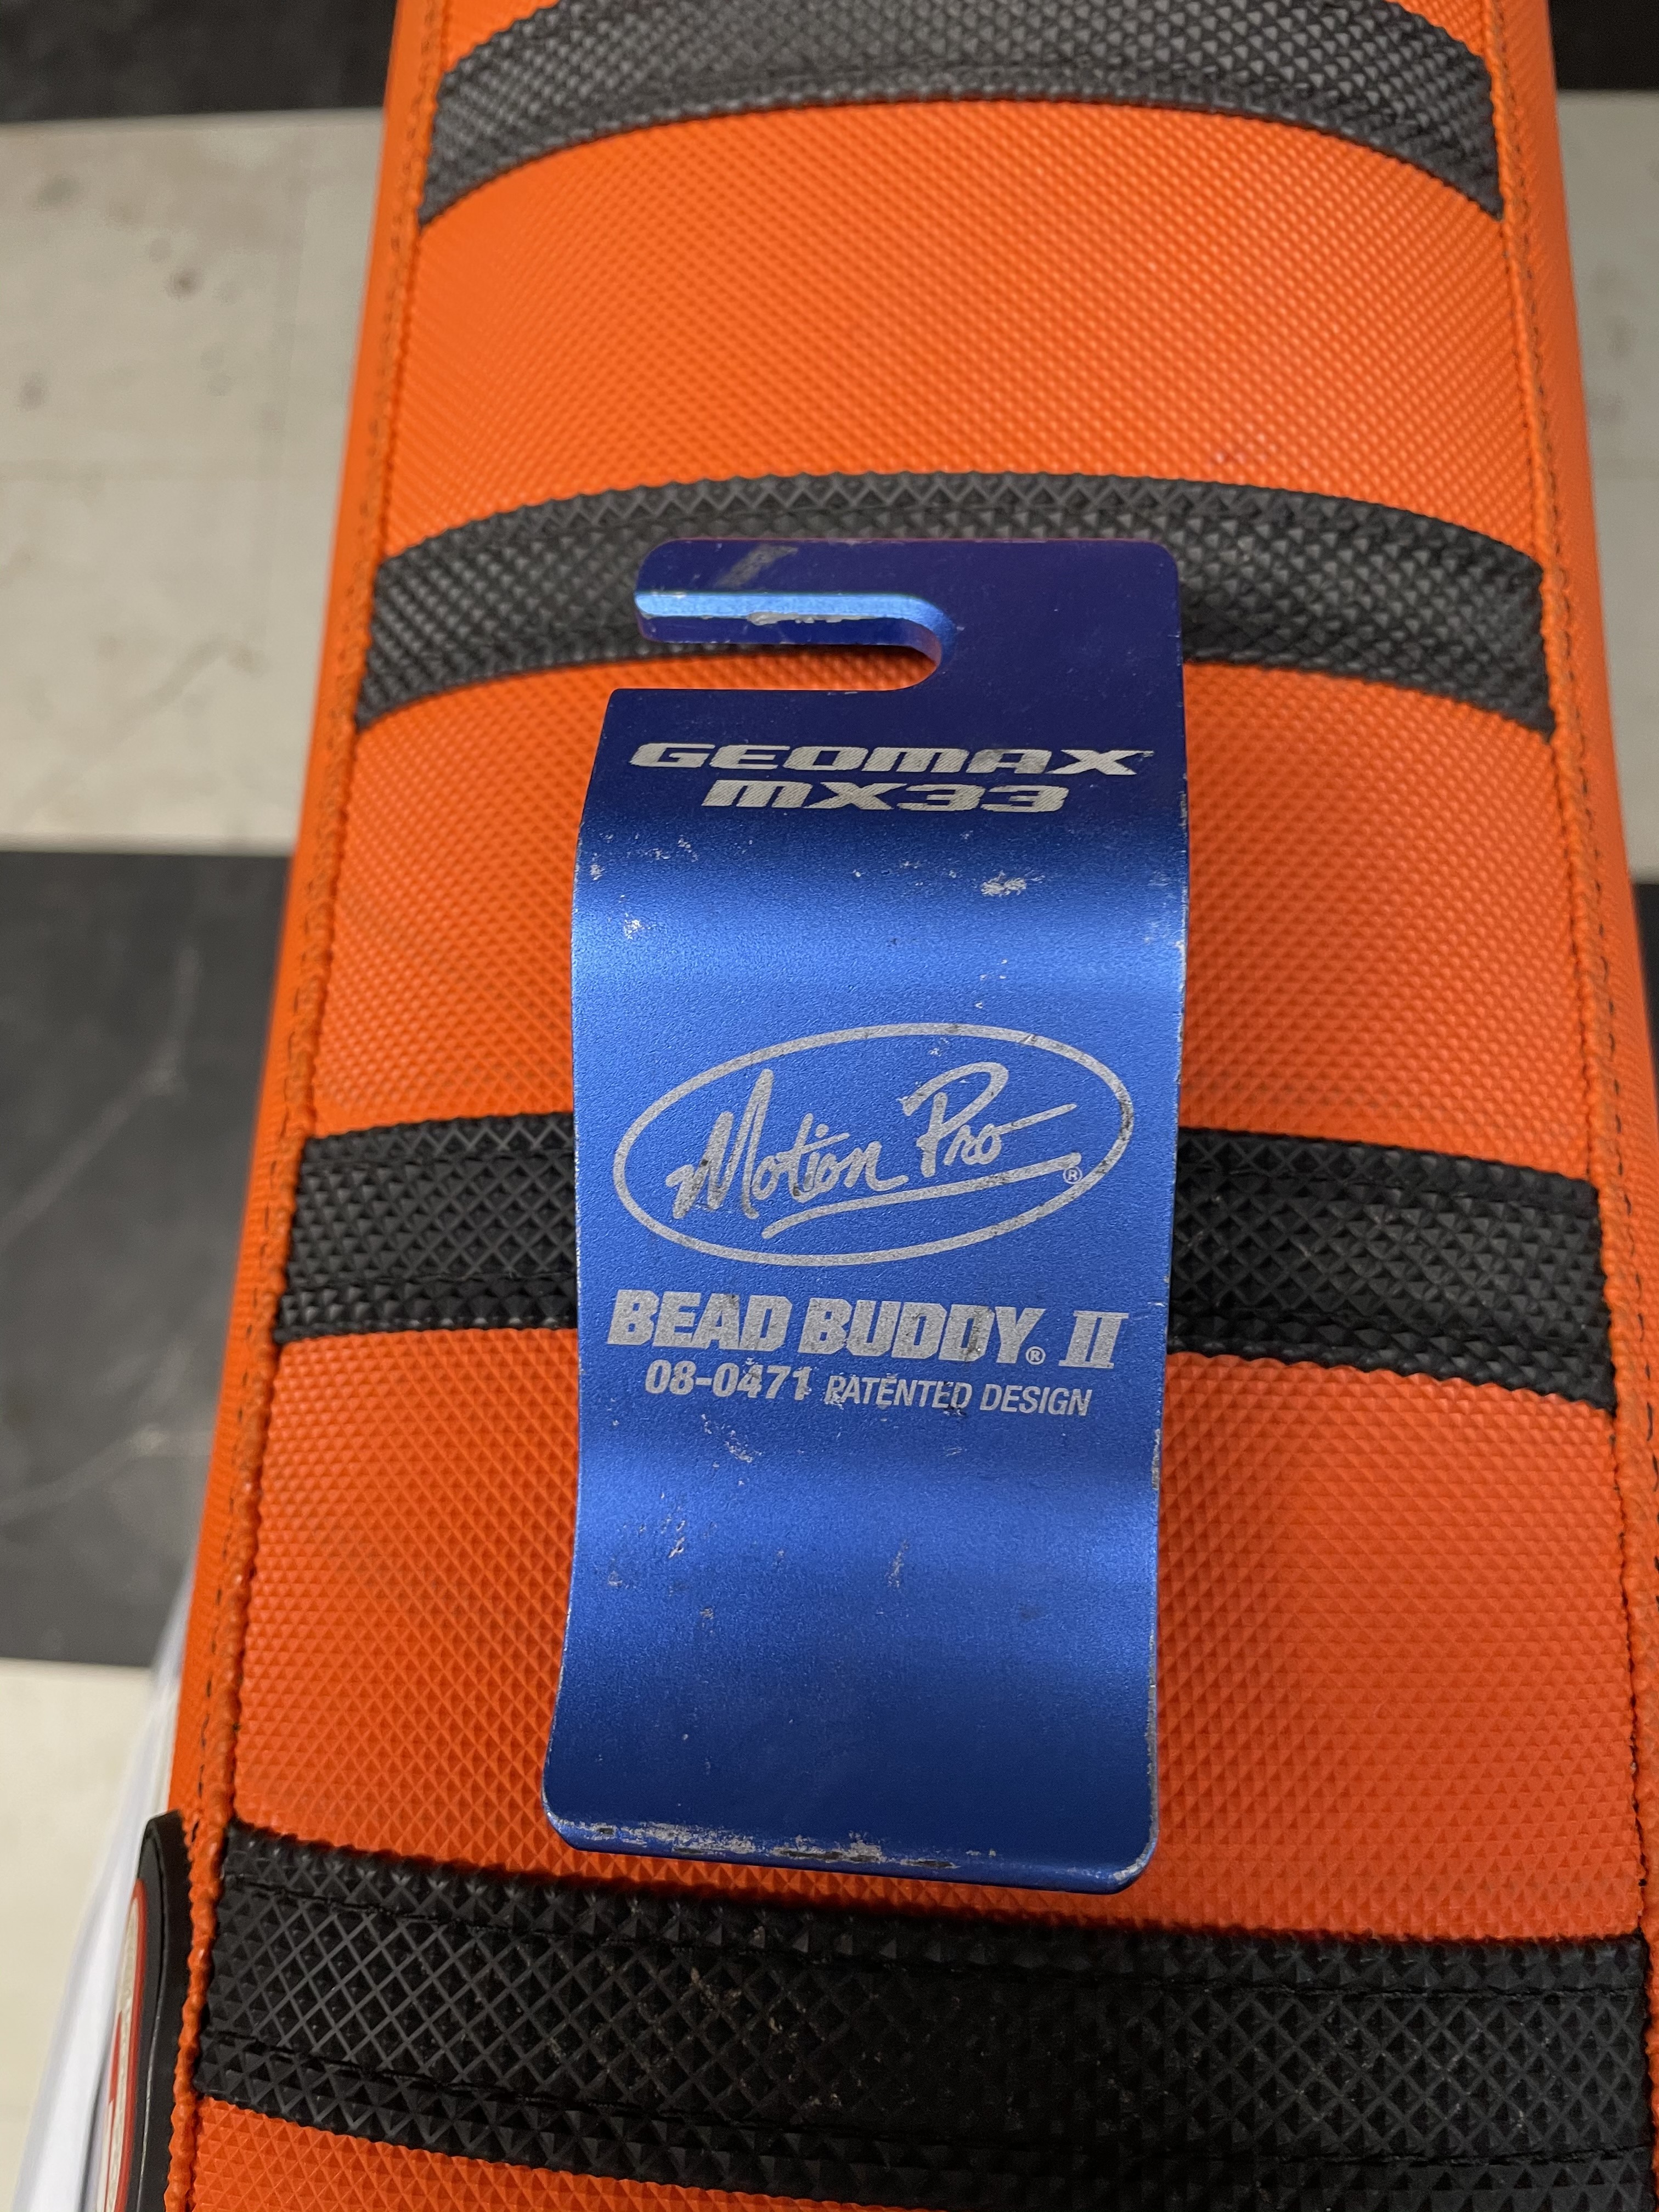 GEOMAX
MX33
Motion Pro®
BEAD BUDDY® II
08-0471 PATENTED DESIGN